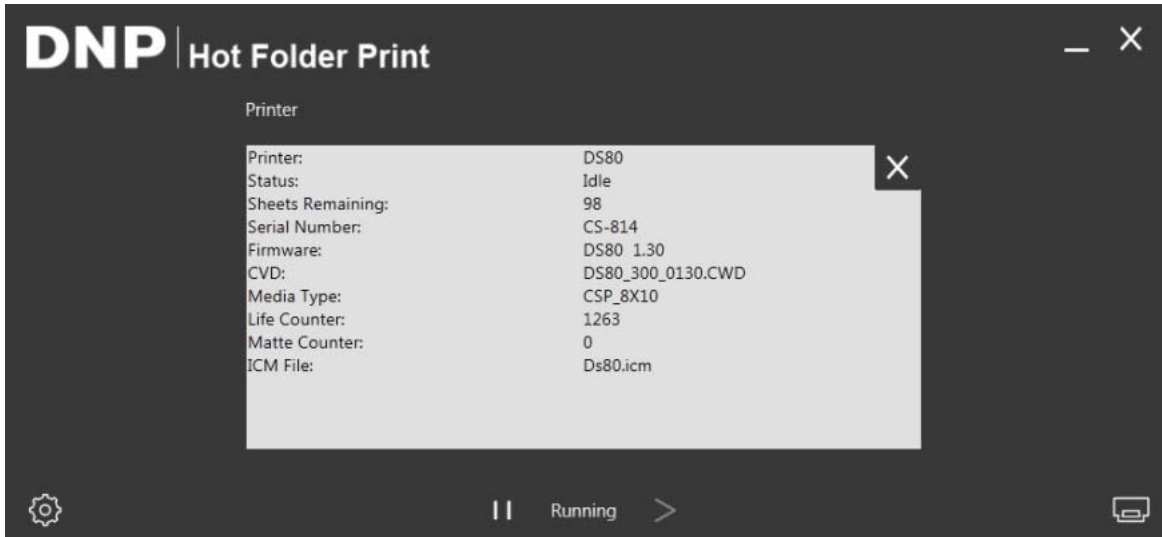 DNP Hot Folder Print
Printer
Printer: DS80
Status: Idle
Sheets Remaining: 98
Serial Number: CS-814
Firmware: DS80 1.30
CVD: DS80_300_0130.CWD
Media Type: CSP_8X10
Life Counter: 1263
Matte Counter: 0
ICM File: Ds80.icm
Running